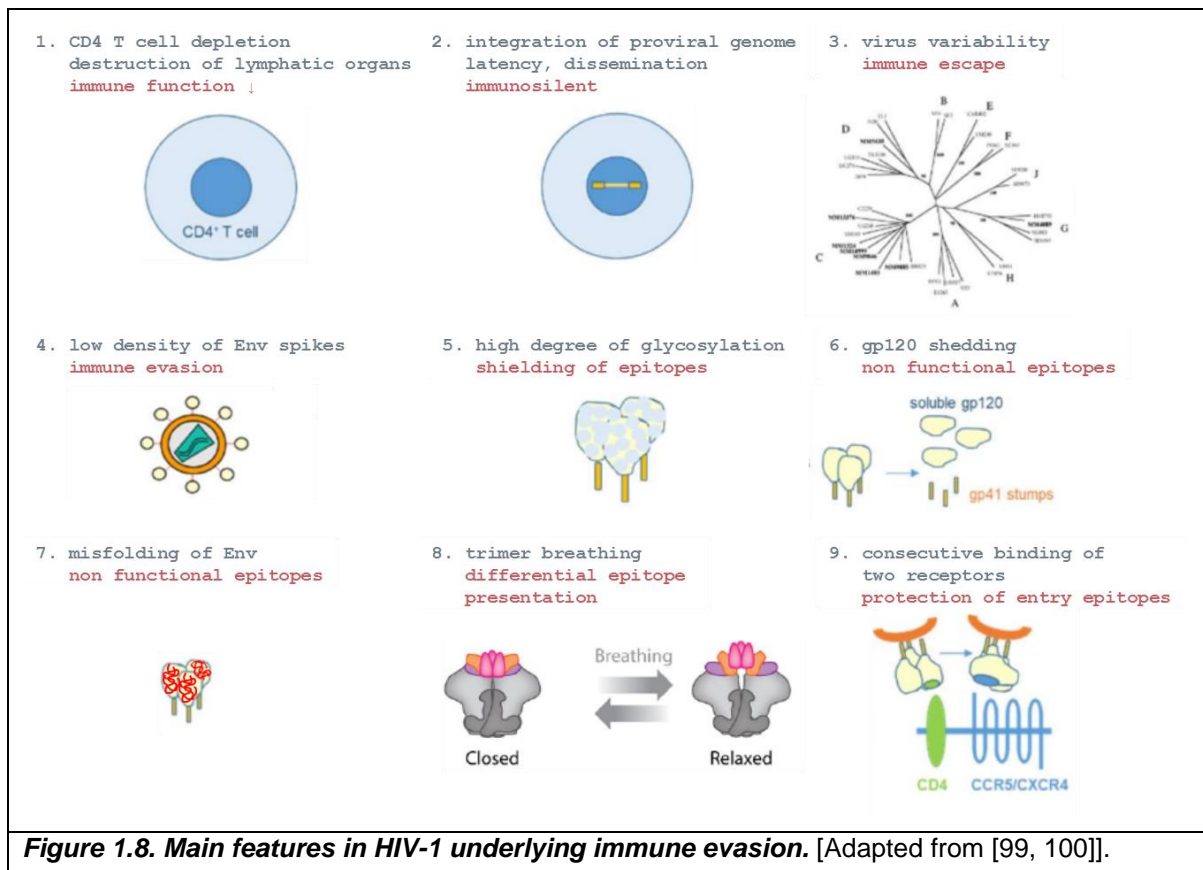 1. CD4 T cell depletion
destruction of lymphatic organs
immune function ↓
CD4⁺ T cell
2. integration of proviral genome
latency, dissemination
immunosilent
3. virus variability
immune escape
B
E
D
F
J
G
C
H
A
4. low density of Env spikes
immune evasion
5. high degree of glycosylation
shielding of epitopes
6. gp120 shedding
non functional epitopes
soluble gp120
gp41 stumps
7. misfolding of Env
non functional epitopes
8. trimer breathing
differential epitope
presentation
Breathing
Closed
Relaxed
9. consecutive binding of
two receptors
protection of entry epitopes
CD4
CCR5/CXCR4
Figure 1.8. Main features in HIV-1 underlying immune evasion. [Adapted from [99, 100]].